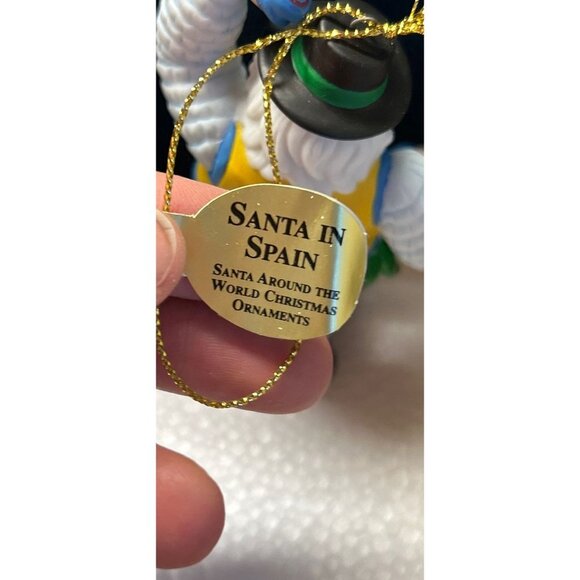 SANTA IN
SPAIN
SANTA AROUND THE
WORLD CHRISTMAS
ORNAMENTS